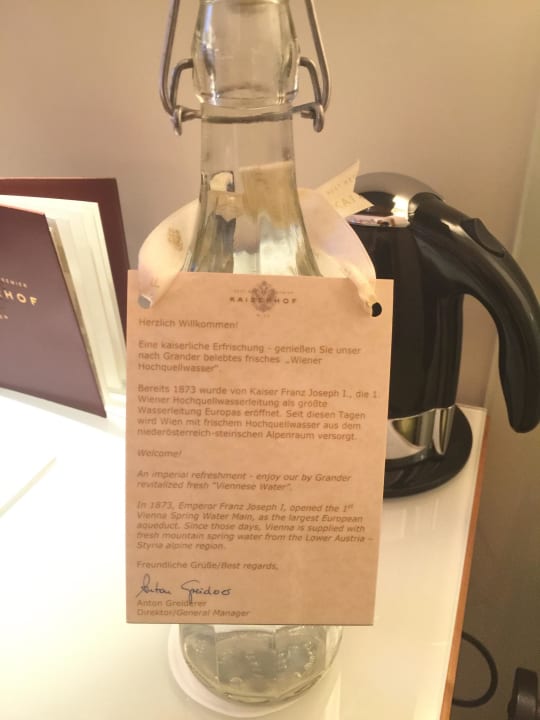 KAISERHOF
WIEN
Herzlich Willkommen!
Eine kaiserliche Erfrischung - genießen Sie unser
nach Grander belebtes frisches „Wiener
Hochquellwasser“.
Bereits 1873 wurde von Kaiser Franz Joseph I., die 1.
Wiener Hochquellwasserleitung als größte
Wasserleitung Europas eröffnet. Seit diesen Tagen
wird Wien mit frischem Hochquellwasser aus dem
niederösterreich-steirischen Alpenraum versorgt.
Welcome!
An imperial refreshment - enjoy our by Grander
revitalized fresh "Viennese Water".
In 1873, Emperor Franz Joseph I, opened the 1st
Vienna Spring Water Main, as the largest European
aqueduct. Since those days, Vienna is supplied with
fresh mountain spring water from the Lower Austria –
Styria alpine region.
Freundliche Grüße/Best regards,
Anton Greiderer
Anton Greiderer
Direktor/General Manager
RHOF